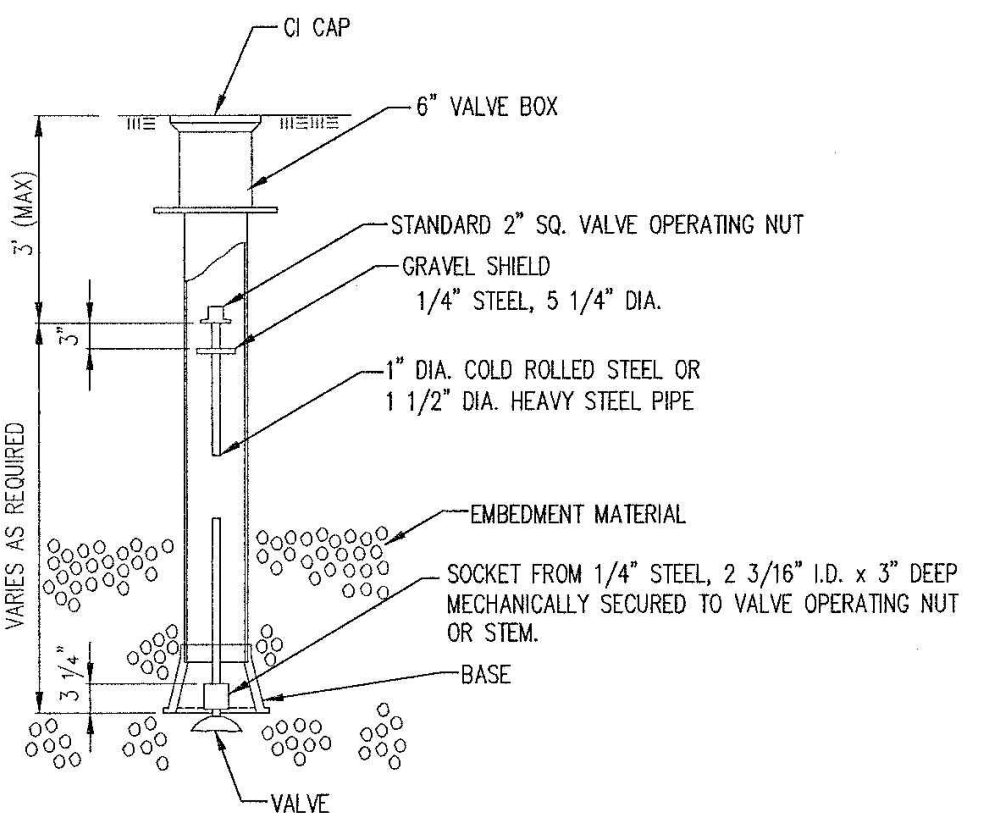 CI CAP
6" VALVE BOX
3' (MAX)
STANDARD 2" SQ. VALVE OPERATING NUT
GRAVEL SHIELD
1/4" STEEL, 5 1/4" DIA.
3"
1" DIA. COLD ROLLED STEEL OR
1 1/2" DIA. HEAVY STEEL PIPE
VARIES AS REQUIRED
EMBEDMENT MATERIAL
SOCKET FROM 1/4" STEEL, 2 3/16" I.D. x 3" DEEP
MECHANICALLY SECURED TO VALVE OPERATING NUT
OR STEM.
3 1/4"
BASE
VALVE